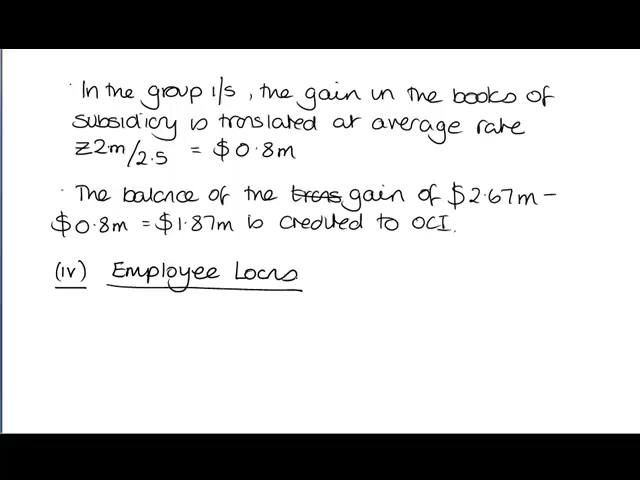 · In the group I/S, the gain in the books of
subsidiary is translated at average rate
Z2m/2.5 = $0.8m
· The balance of the trans gain of $2.67m –
$0.8m = $1.87m is credited to OCI.
(iv) Employee Loans